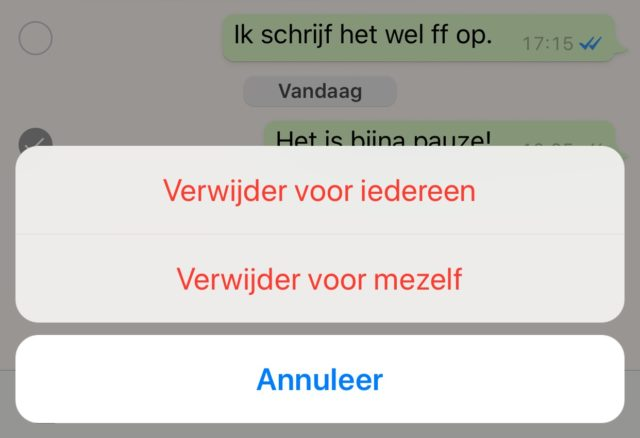 Ik schrijf het wel ff op.
17:15
Vandaag
Het is bijna pauze!
Verwijder voor iedereen
Verwijder voor mezelf
Annuleer